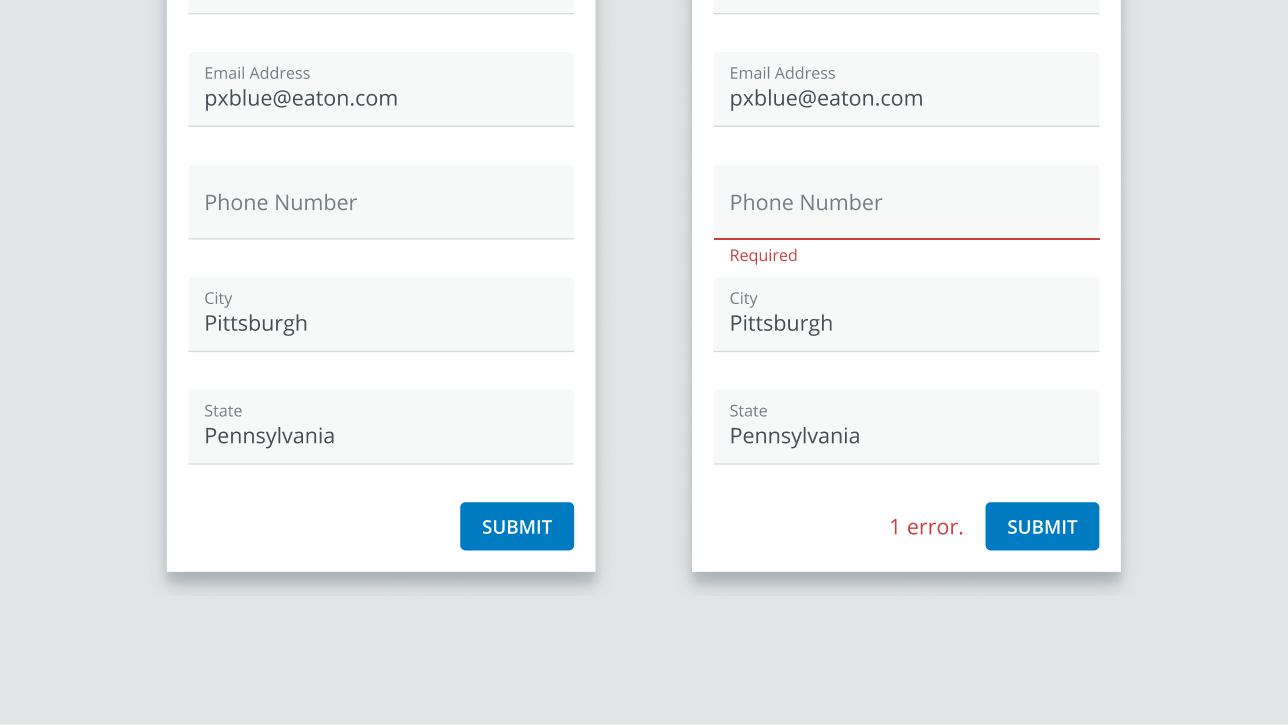 Email Address
pxblue@eaton.com
Phone Number
City
Pittsburgh
State
Pennsylvania
SUBMIT
Email Address
pxblue@eaton.com
Phone Number
Required
City
Pittsburgh
State
Pennsylvania
1 error.
SUBMIT